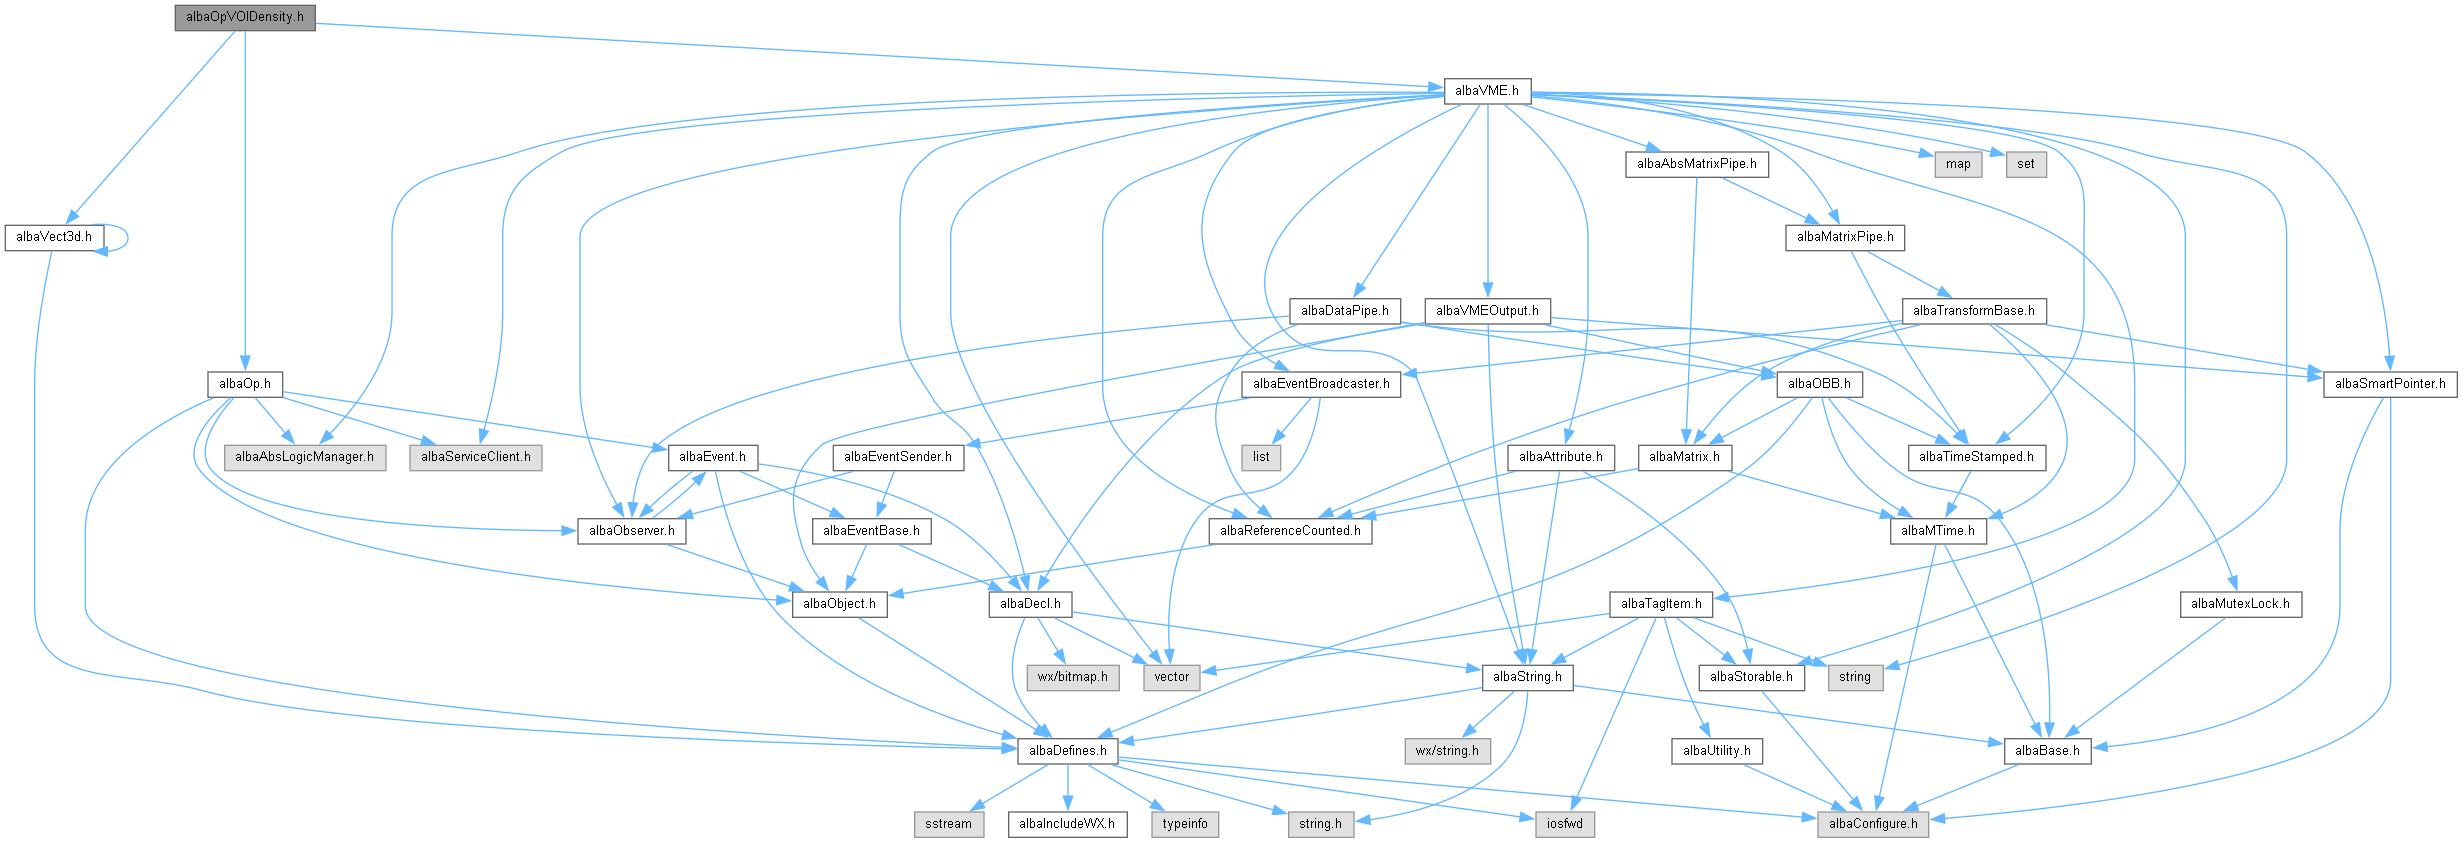 albaOpVOIDensity.h
albaVME.h
albaAbsMatrixPipe.h
map
set
albaVect3d.h
albaMatrixPipe.h
albaDataPipe.h
albaVMEOutput.h
albaTransformBase.h
albaOp.h
albaEventBroadcaster.h
albaOBB.h
albaSmartPointer.h
albaAbsLogicManager.h
albaServiceClient.h
albaEvent.h
albaEventSender.h
list
albaAttribute.h
albaMatrix.h
albaTimeStamped.h
albaObserver.h
albaEventBase.h
albaReferenceCounted.h
albaMTime.h
albaObject.h
albaDecl.h
albaTagItem.h
albaMutexLock.h
wx/bitmap.h
vector
albaString.h
albaStorable.h
string
albaDefines.h
wx/string.h
albaUtility.h
albaBase.h
sstream
albaIncludeWX.h
typeinfo
string.h
iosfwd
albaConfigure.h